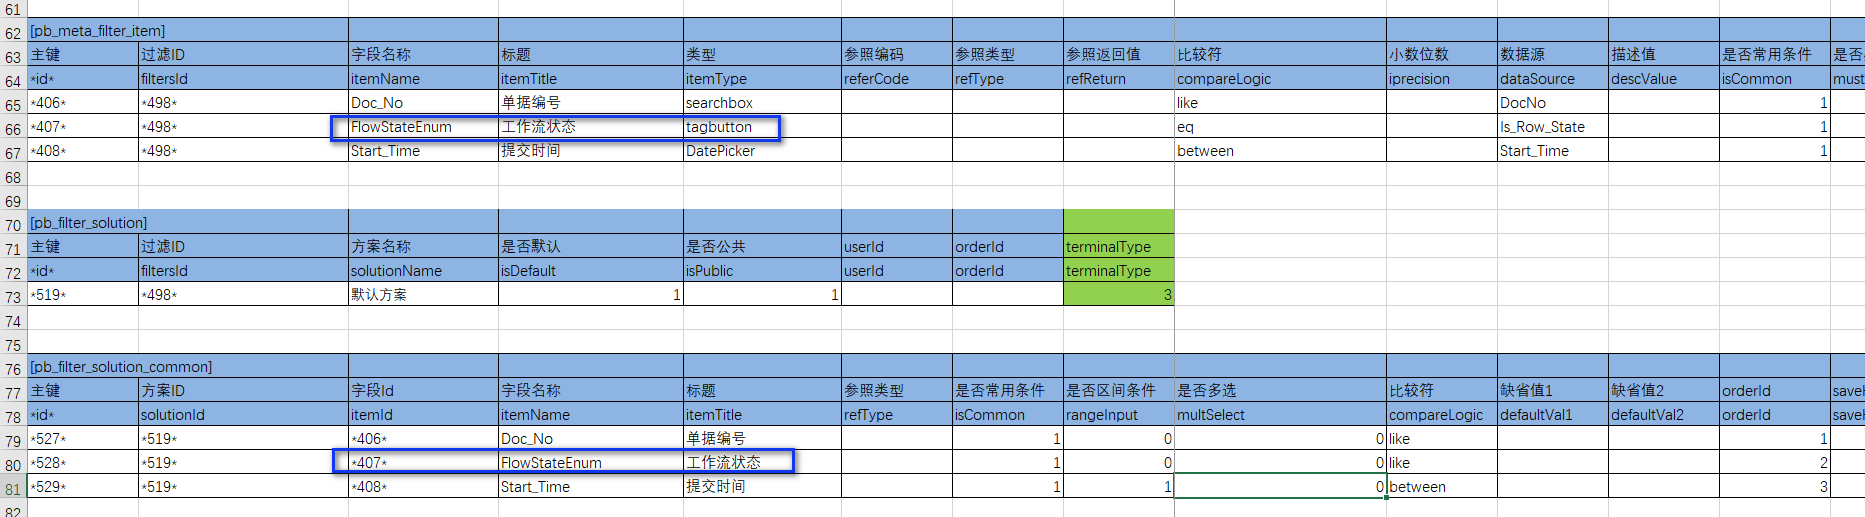 61
62 [pb_meta_filter_item]
63 主键 过滤ID 字段名称 标题 类型 参照编码 参照类型 参照返回值 比较符 小数位数 数据源 描述值 是否常用条件
64 *id* filtersId itemName itemTitle itemType referCode refType refReturn compareLogic iprecision dataSource descValue isCommon must
65 *406* *498* Doc_No 单据编号 searchbox like DocNo 1
66 *407* *498* FlowStateEnum 工作流状态 tagbutton eq Is_Row_State 1
67 *408* *498* Start_Time 提交时间 DatePicker between Start_Time 1
68
69
70 [pb_filter_solution]
71 主键 过滤ID 方案名称 是否默认 是否公共 userId orderId terminalType
72 *id* filtersId solutionName isDefault isPublic userId orderId terminalType
73 *519* *498* 默认方案 1 1 3
74
75
76 [pb_filter_solution_common]
77 主键 方案ID 字段Id 字段名称 标题 参照类型 是否常用条件 是否区间条件 是否多选 比较符 缺省值1 缺省值2 orderId
78 *id* solutionId itemId itemName itemTitle refType isCommon rangeInput multSelect compareLogic defaultVal1 defaultVal2 orderId
79 *527* *519* *406* Doc_No 单据编号 1 0 0 like 1
80 *528* *519* *407* FlowStateEnum 工作流状态 1 0 0 like 2
81 *529* *519* *408* Start_Time 提交时间 1 1 0 between 3
82